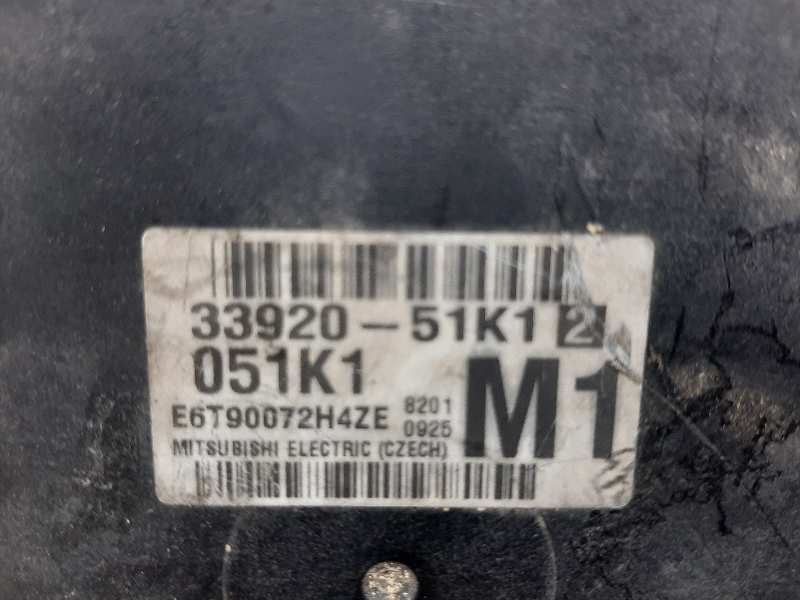 33920-51K1 2
051K1
M1
E6T90072H4ZE
8201
0925
MITSUBISHI ELECTRIC (CZECH)